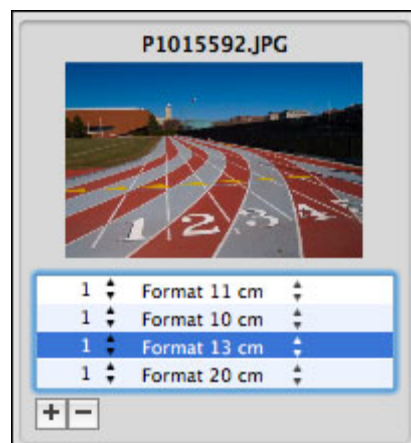 P1015592.JPG
1 2 3 4
1 Format 11 cm
1 Format 10 cm
1 Format 13 cm
1 Format 20 cm
+ −